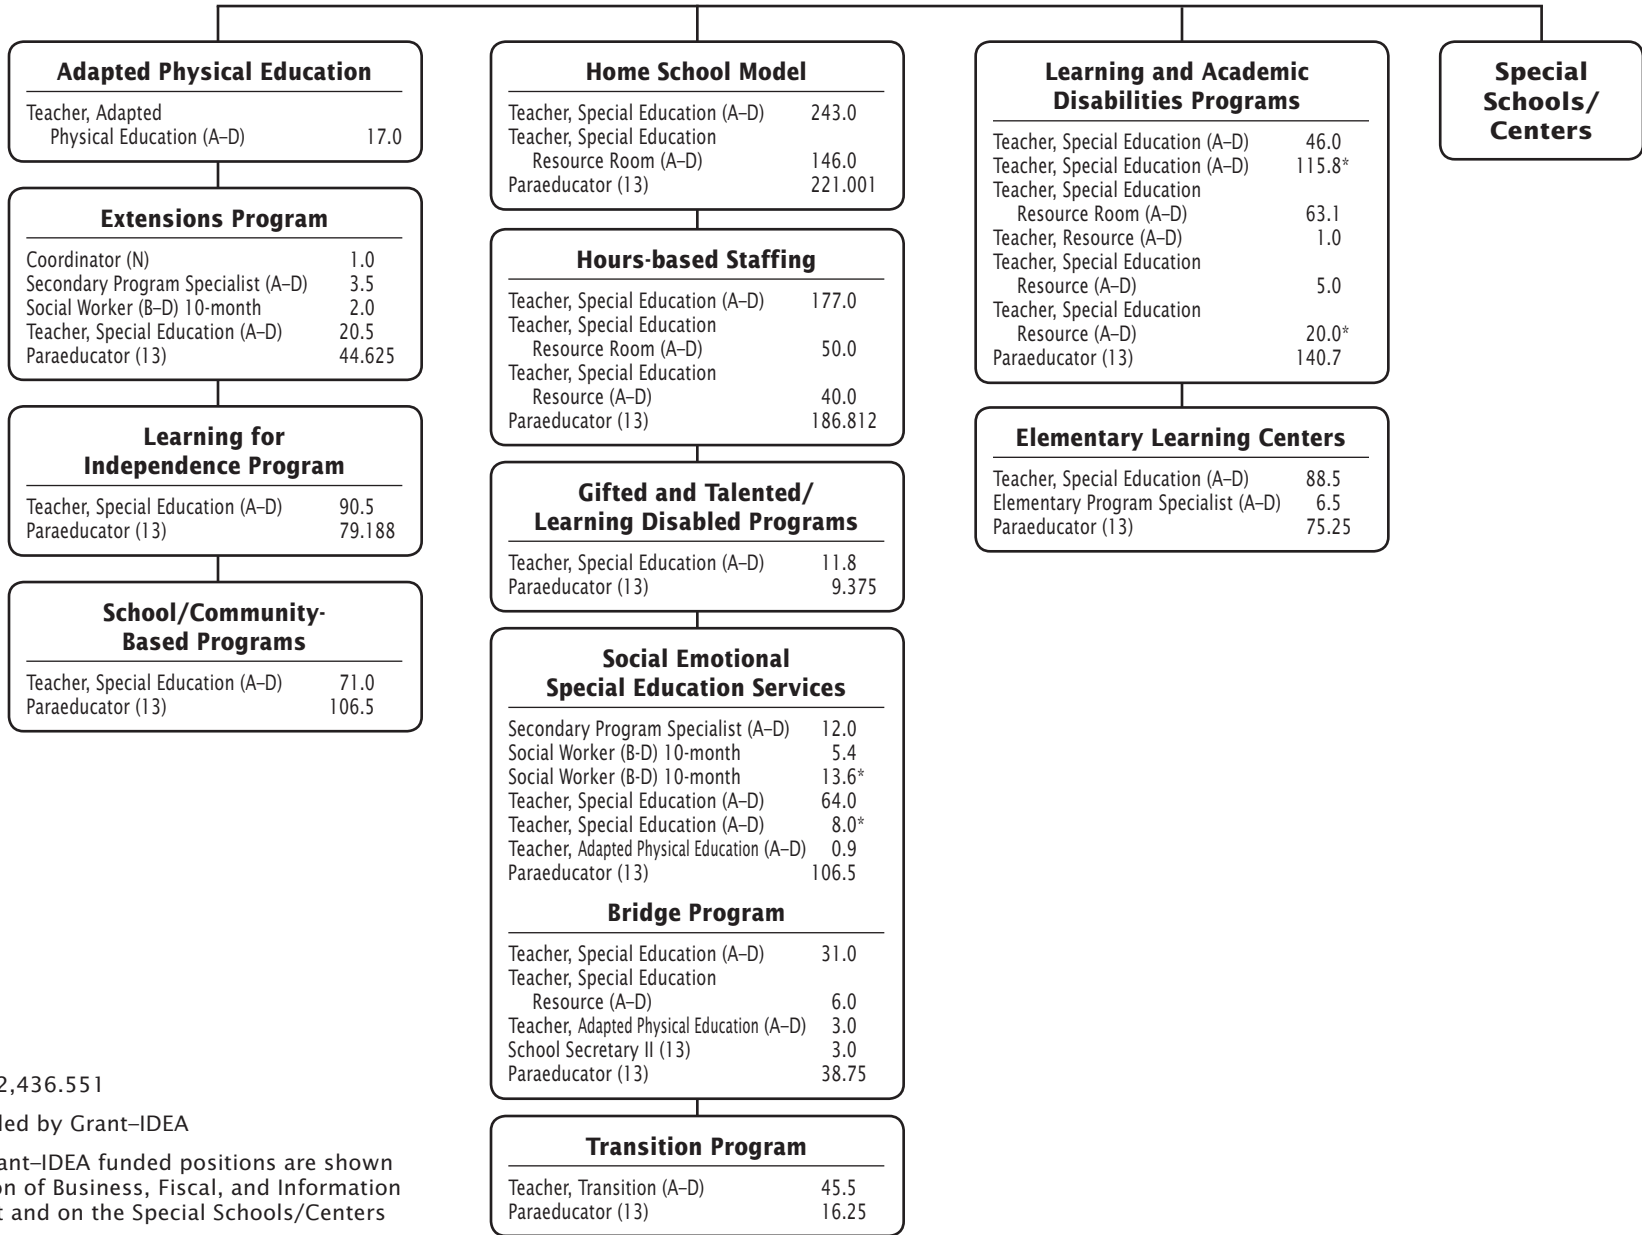 Adapted Physical Education
Teacher, Adapted
Physical Education (A–D) 17.0
Extensions Program
Coordinator (N) 1.0
Secondary Program Specialist (A–D) 3.5
Social Worker (B–D) 10-month 2.0
Teacher, Special Education (A–D) 20.5
Paraeducator (13) 44.625
Learning for
Independence Program
Teacher, Special Education (A–D) 90.5
Paraeducator (13) 79.188
School/Community-
Based Programs
Teacher, Special Education (A–D) 71.0
Paraeducator (13) 106.5
Home School Model
Teacher, Special Education (A–D) 243.0
Teacher, Special Education
Resource Room (A–D) 146.0
Paraeducator (13) 221.001
Hours-based Staffing
Teacher, Special Education (A–D) 177.0
Teacher, Special Education
Resource Room (A–D) 50.0
Teacher, Special Education
Resource (A–D) 40.0
Paraeducator (13) 186.812
Gifted and Talented/
Learning Disabled Programs
Teacher, Special Education (A–D) 11.8
Paraeducator (13) 9.375
Social Emotional
Special Education Services
Secondary Program Specialist (A–D) 12.0
Social Worker (B-D) 10-month 5.4
Social Worker (B-D) 10-month 13.6*
Teacher, Special Education (A–D) 64.0
Teacher, Special Education (A–D) 8.0*
Teacher, Adapted Physical Education (A–D) 0.9
Paraeducator (13) 106.5
Bridge Program
Teacher, Special Education (A–D) 31.0
Teacher, Special Education
Resource (A–D) 6.0
Teacher, Adapted Physical Education (A–D) 3.0
School Secretary II (13) 3.0
Paraeducator (13) 38.75
Transition Program
Teacher, Transition (A–D) 45.5
Paraeducator (13) 16.25
Learning and Academic
Disabilities Programs
Teacher, Special Education (A–D) 46.0
Teacher, Special Education (A–D) 115.8*
Teacher, Special Education
Resource Room (A–D) 63.1
Teacher, Resource (A–D) 1.0
Teacher, Special Education
Resource (A–D) 5.0
Teacher, Special Education
Resource (A–D) 20.0*
Paraeducator (13) 140.7
Elementary Learning Centers
Teacher, Special Education (A–D) 88.5
Elementary Program Specialist (A–D) 6.5
Paraeducator (13) 75.25
Special
Schools/
Centers
2,436.551
by Grant–IDEA
funded positions are shown
of Business, Fiscal, and Information
and on the Special Schools/Centers